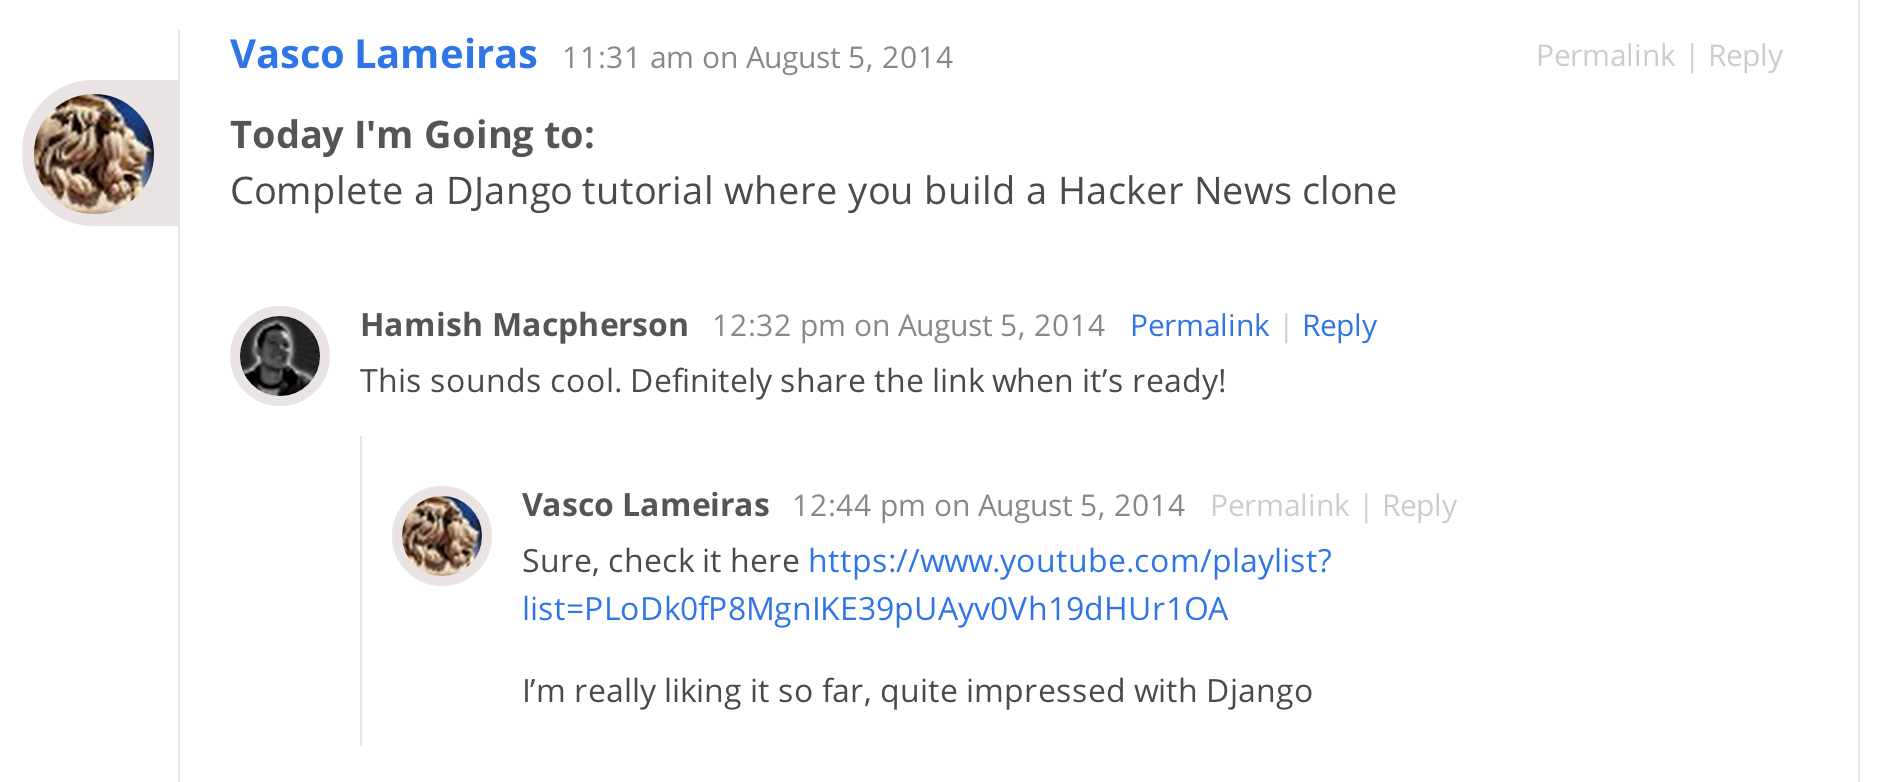 Vasco Lameiras 11:31 am on August 5, 2014 Permalink | Reply
Today I'm Going to:
Complete a DJango tutorial where you build a Hacker News clone
Hamish Macpherson 12:32 pm on August 5, 2014 Permalink | Reply
This sounds cool. Definitely share the link when it’s ready!
Vasco Lameiras 12:44 pm on August 5, 2014 Permalink | Reply
Sure, check it here https://www.youtube.com/playlist?
list=PLoDk0fP8MgnIKE39pUAyv0Vh19dHUr1OA
I’m really liking it so far, quite impressed with Django